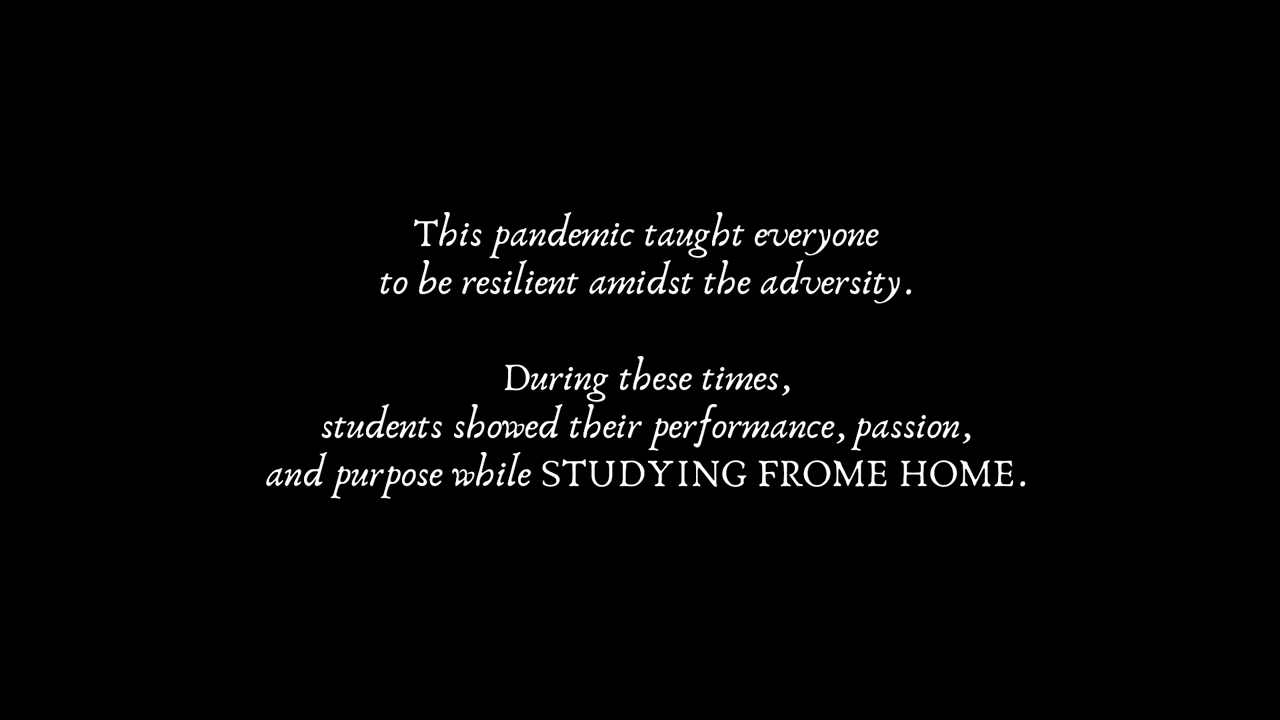 This pandemic taught everyone
to be resilient amidst the adversity.
During these times,
students showed their performance, passion,
and purpose while STUDYING FROME HOME.